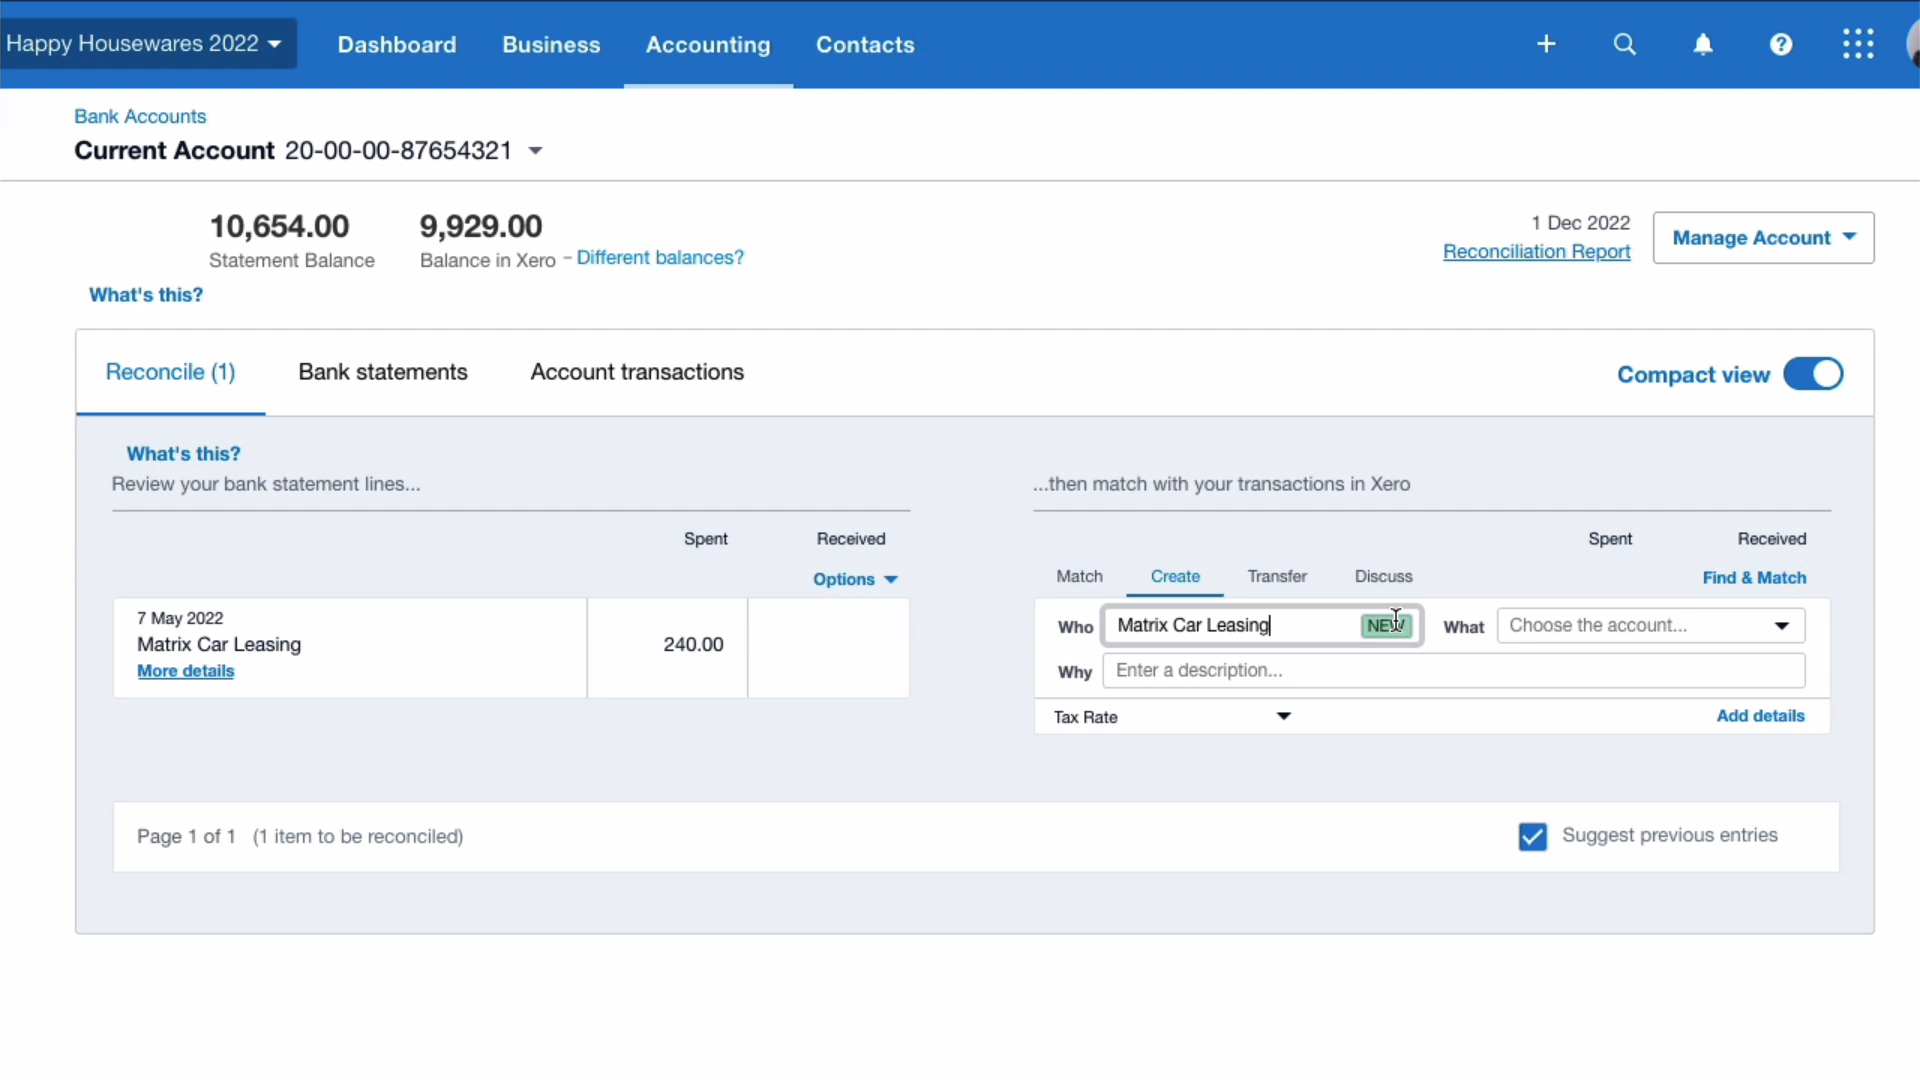 Happy Housewares 2022 Dashboard Business Accounting Contacts
Bank Accounts
Current Account 20-00-00-87654321
10,654.00 9,929.00 1 Dec 2022 Manage Account
Statement Balance Balance in Xero - Different balances? Reconciliation Report
What's this?
Reconcile (1) Bank statements Account transactions Compact view
What's this?
Review your bank statement lines... ...then match with your transactions in Xero
Spent Received Spent Received
Options Match Create Transfer Discuss Find & Match
7 May 2022
Who Matrix Car Leasing NEW What Choose the account...
Matrix Car Leasing 240.00
More details Why Enter a description...
Tax Rate Add details
Page 1 of 1 (1 item to be reconciled) Suggest previous entries